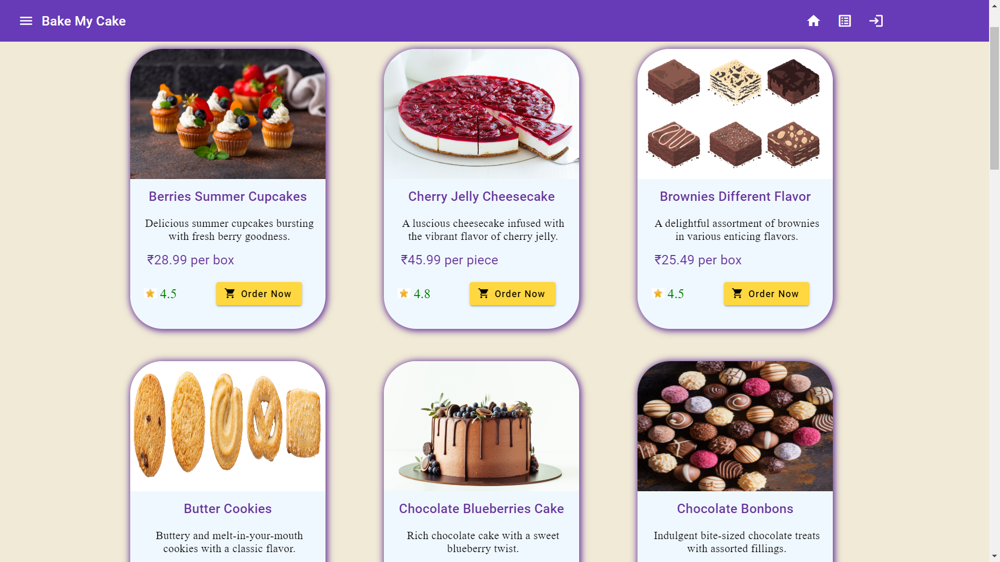 Bake My Cake
Berries Summer Cupcakes
Delicious summer cupcakes bursting
with fresh berry goodness.
₹28.99 per box
4.5
Order Now
Cherry Jelly Cheesecake
A luscious cheesecake infused with
the vibrant flavor of cherry jelly.
₹45.99 per piece
4.8
Order Now
Brownies Different Flavor
A delightful assortment of brownies
in various enticing flavors.
₹25.49 per box
4.5
Order Now
Butter Cookies
Buttery and melt-in-your-mouth
cookies with a classic flavor.
Chocolate Blueberries Cake
Rich chocolate cake with a sweet
blueberry twist.
Chocolate Bonbons
Indulgent bite-sized chocolate treats
with assorted fillings.